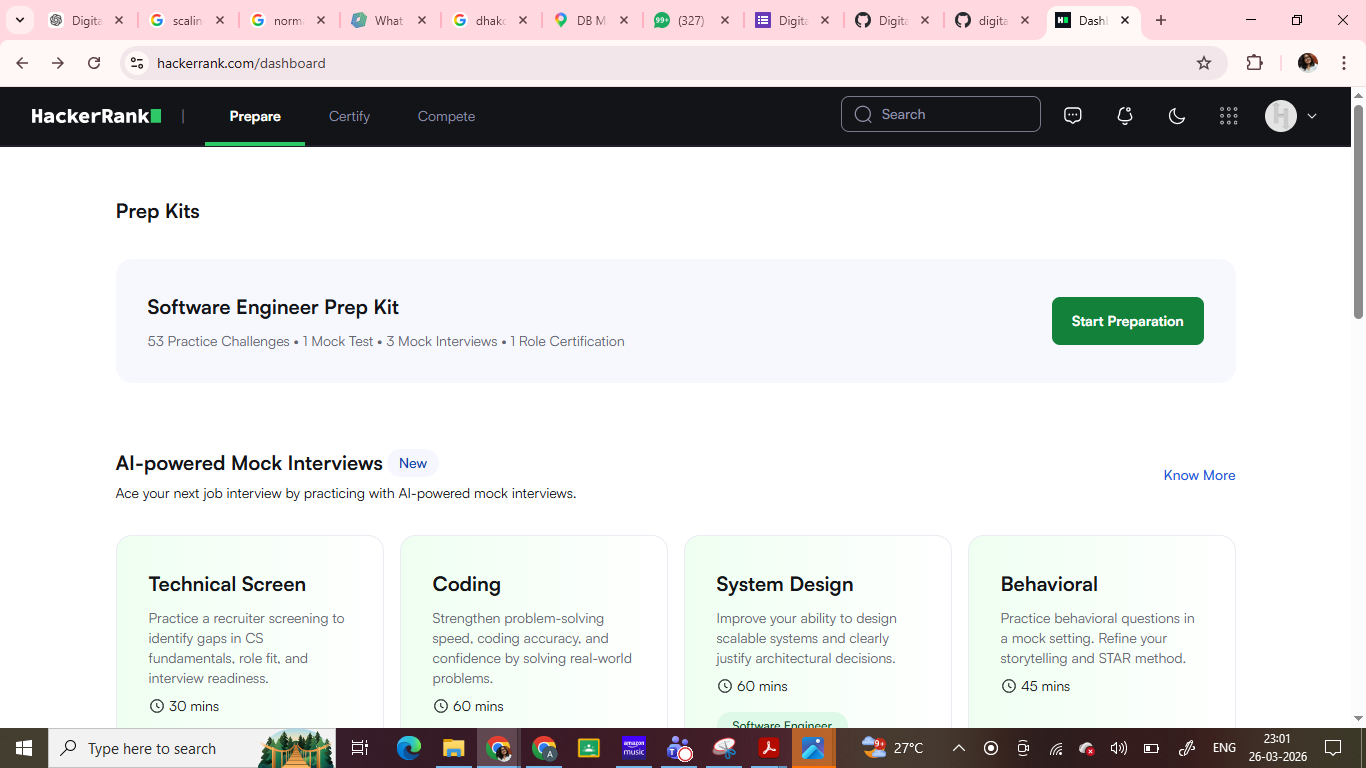 Digita
scalin
norm
What
dhako
DB M
99+
(327)
Digita
Digita
digita
Dashl
hackerrank.com/dashboard
HackerRank
Prepare
Certify
Compete
Search
Prep Kits
Software Engineer Prep Kit
53 Practice Challenges • 1 Mock Test • 3 Mock Interviews • 1 Role Certification
Start Preparation
AI-powered Mock Interviews
New
Ace your next job interview by practicing with AI-powered mock interviews.
Know More
Technical Screen
Practice a recruiter screening to
identify gaps in CS
fundamentals, role fit, and
interview readiness.
30 mins
Coding
Strengthen problem-solving
speed, coding accuracy, and
confidence by solving real-world
problems.
60 mins
System Design
Improve your ability to design
scalable systems and clearly
justify architectural decisions.
60 mins
Software Engineer
Behavioral
Practice behavioral questions in
a mock setting. Refine your
storytelling and STAR method.
45 mins
Type here to search
amazon
music
27°C
ENG
23:01
26-03-2026